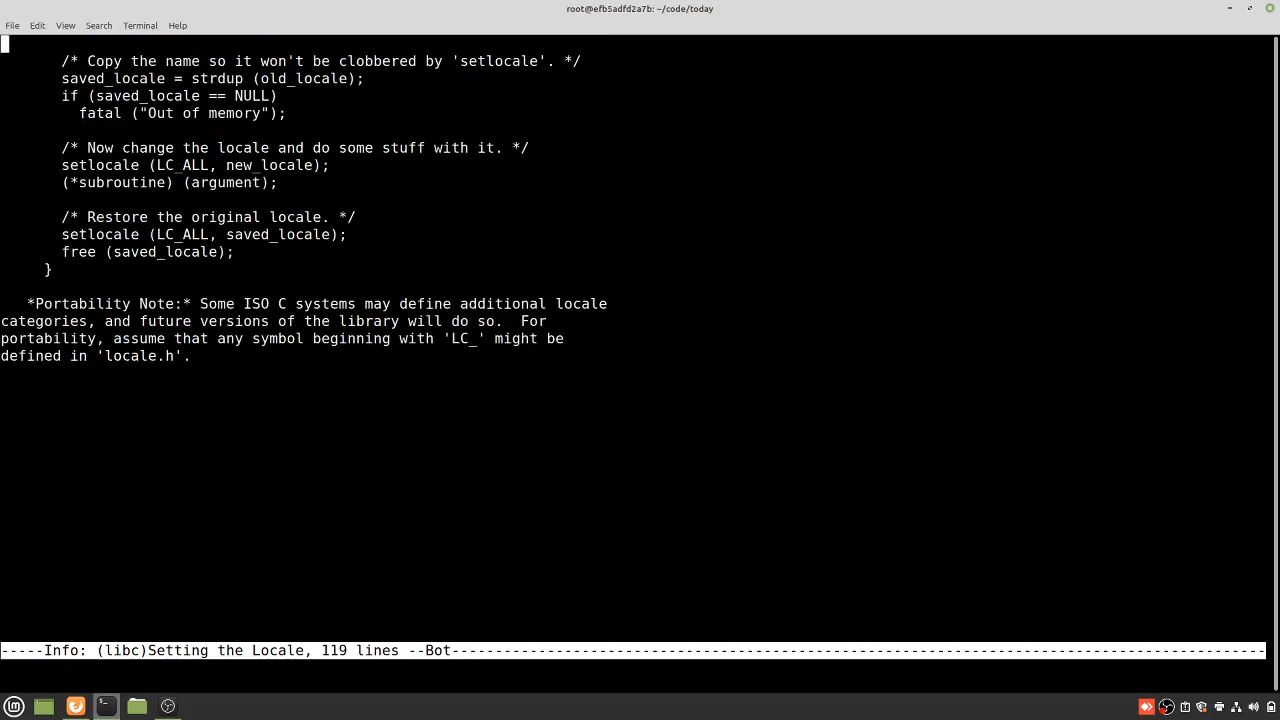 root@efb5adfd2a7b: ~/code/today
File Edit View Search Terminal Help
/* Copy the name so it won't be clobbered by 'setlocale'. */
saved_locale = strdup (old_locale);
if (saved_locale == NULL)
fatal ("Out of memory");
/* Now change the locale and do some stuff with it. */
setlocale (LC_ALL, new_locale);
(*subroutine) (argument);
/* Restore the original locale. */
setlocale (LC_ALL, saved_locale);
free (saved_locale);
}
*Portability Note:* Some ISO C systems may define additional locale
categories, and future versions of the library will do so.  For
portability, assume that any symbol beginning with 'LC_' might be
defined in 'locale.h'.
-----Info: (libc)Setting the Locale, 119 lines --Bot----------------------------------------------------------------------------------------------